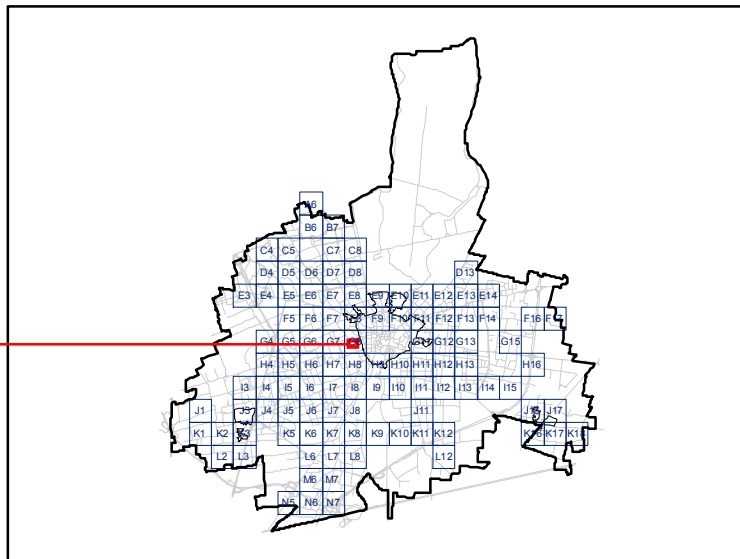 A6
B6 B7
C4 C5 C7 C8
D4 D5 D6 D7 D8 D13
E3 E4 E5 E6 E7 E8 E9 E10 E11 E12 E13 E14
F5 F6 F7 F9 F10 F11 F12 F13 F14 F16
G4 G5 G6 G7 G12 G13 G15
H4 H5 H6 H7 H8 H9 H10 H11 H12 H13 H16
I3 I4 I5 I6 I7 I8 I9 I10 I11 I12 I13 I14 I15
J1 J3 J4 J5 J6 J7 J8 J11 J17
K1 K2 K5 K6 K7 K8 K9 K10 K11 K12 K16 K17 K18
L2 L3 L6 L7 L8 L12
M6 M7
N5 N6 N7